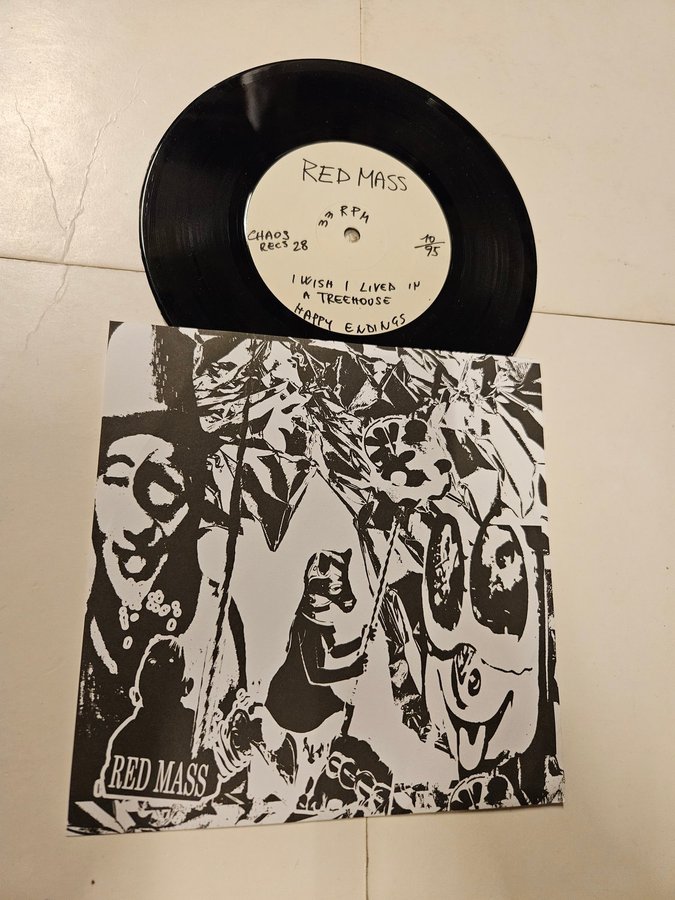 RED MASS
33 RPM
CHAOS
RECS 28
10/95
I WISH I LIVED IN
A TREEHOUSE
HAPPY ENDINGS
RED MASS